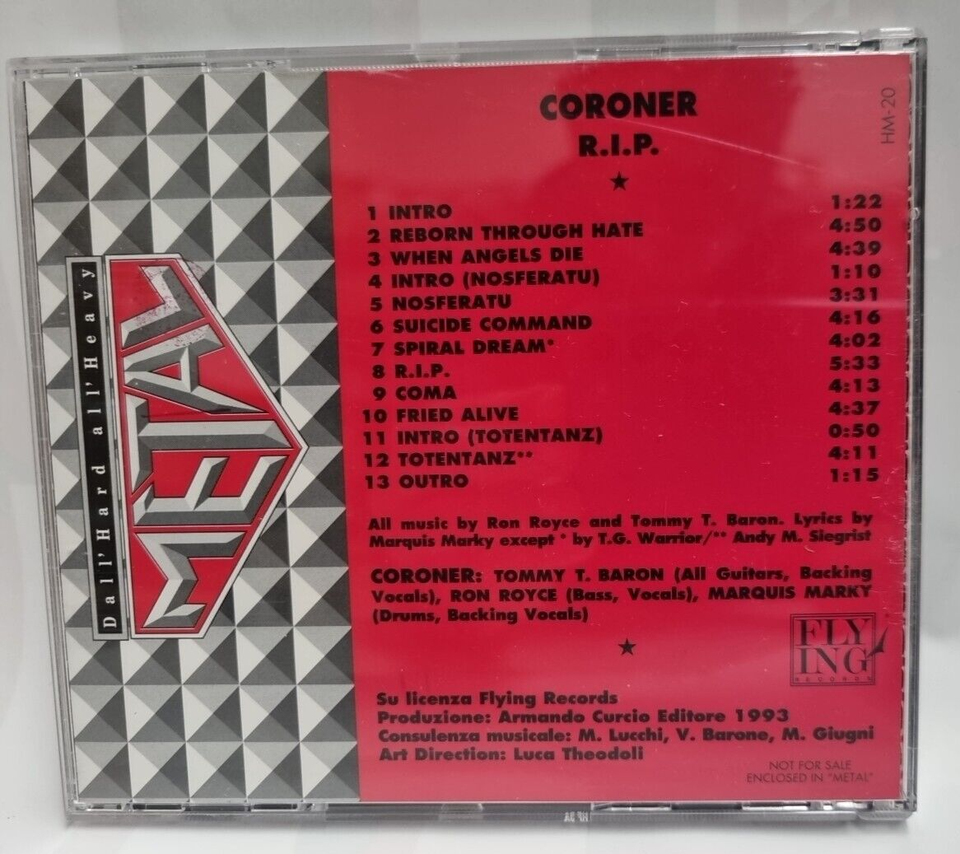 CORONER
R.I.P.
HM-20
1 INTRO 1:22
2 REBORN THROUGH HATE 4:50
3 WHEN ANGELS DIE 4:39
4 INTRO (NOSFERATU) 1:10
5 NOSFERATU 3:31
6 SUICIDE COMMAND 4:16
7 SPIRAL DREAM* 4:02
8 R.I.P. 5:33
9 COMA 4:13
10 FRIED ALIVE 4:37
11 INTRO (TOTENTANZ) 0:50
12 TOTENTANZ** 4:11
13 OUTRO 1:15
All music by Ron Royce and Tommy T. Baron. Lyrics by
Marquis Marky except * by T.G. Warrior/** Andy M. Siegrist
CORONER: TOMMY T. BARON (All Guitars, Backing
Vocals), RON ROYCE (Bass, Vocals), MARQUIS MARKY
(Drums, Backing Vocals)
FLY
ING
RECORDS
Su licenza Flying Records
Produzione: Armando Curcio Editore 1993
Consulenza musicale: M. Lucchi, V. Barone, M. Giugni
Art Direction: Luca Theodoli
NOT FOR SALE
ENCLOSED IN "METAL"
Dall'Hard all'Heavy
METAL